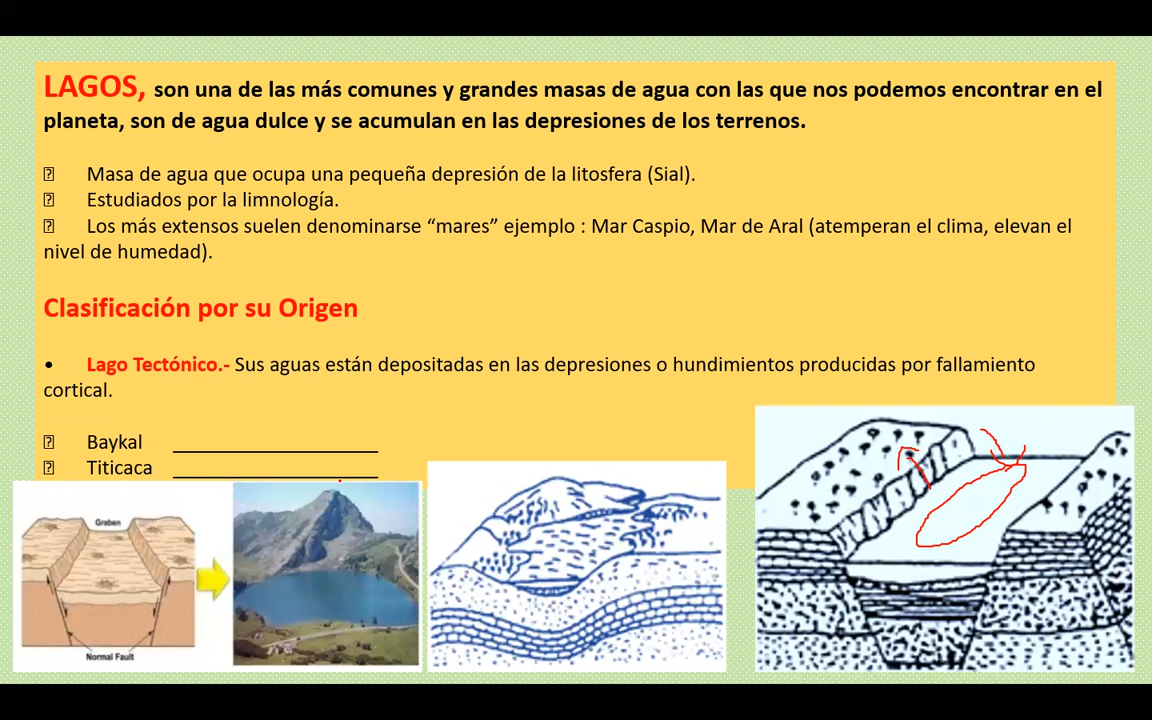 LAGOS, son una de las más comunes y grandes masas de agua con las que nos podemos encontrar en el
planeta, son de agua dulce y se acumulan en las depresiones de los terrenos.
Masa de agua que ocupa una pequeña depresión de la litosfera (Sial).
Estudiados por la limnología.
Los más extensos suelen denominarse “mares” ejemplo : Mar Caspio, Mar de Aral (atemperan el clima, elevan el
nivel de humedad).
Clasificación por su Origen
• Lago Tectónico.- Sus aguas están depositadas en las depresiones o hundimientos producidas por fallamiento
cortical.
Baykal ____________________
Titicaca ____________________
Graben
Normal Fault